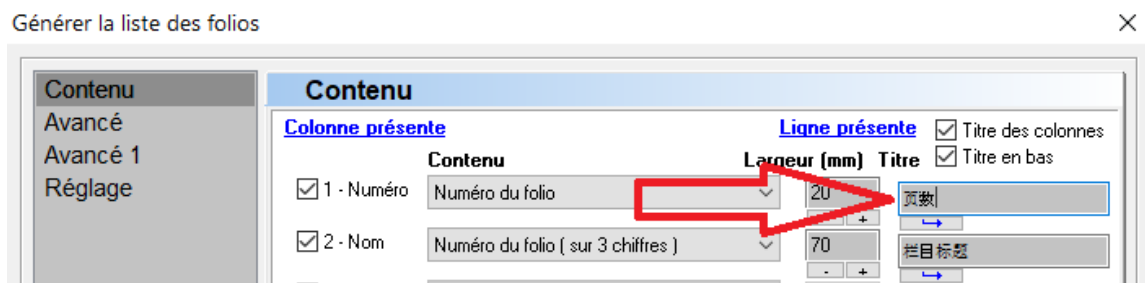 Générer la liste des folios
Contenu
Avancé
Avancé 1
Réglage
Contenu
Colonne présente
Ligne présente
Titre des colonnes
Contenu
Largeur (mm)
Titre
Titre en bas
1 - Numéro
Numéro du folio
20
页数
+
2 - Nom
Numéro du folio ( sur 3 chiffres )
70
栏目标题
- +